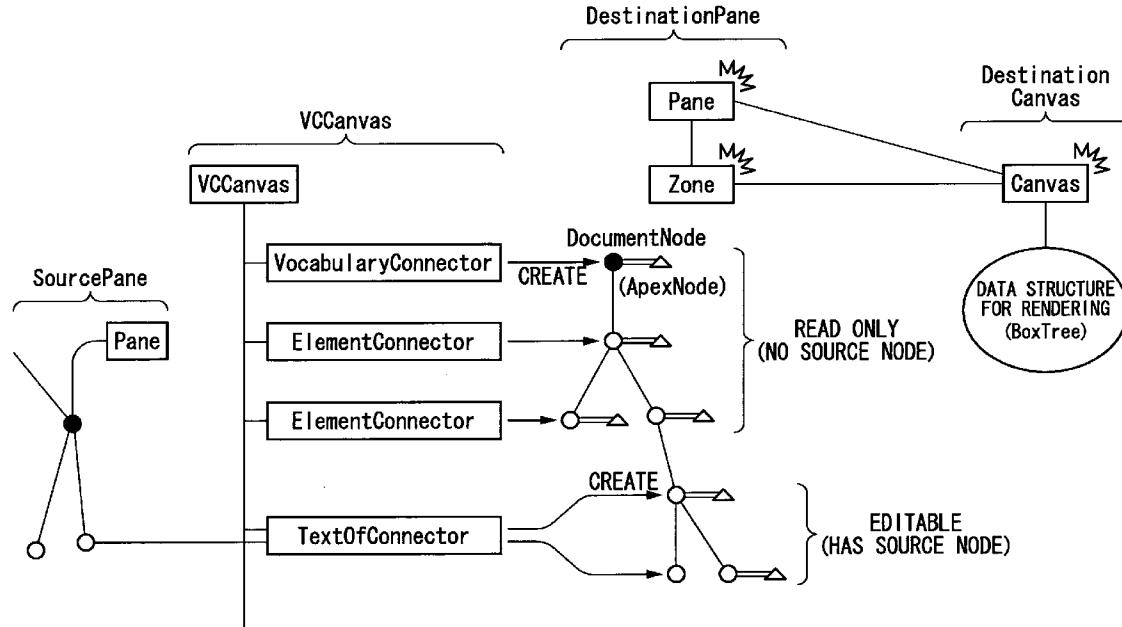 DestinationPane
Destination
Canvas
VCCanvas
Pane
M
Zone
M
Canvas
M
VCCanvas
DocumentNode
VocabularyConnector
CREATE
(ApexNode)
SourcePane
Pane
DATA STRUCTURE
FOR RENDERING
(BoxTree)
ElementConnector
READ ONLY
(NO SOURCE NODE)
ElementConnector
CREATE
TextOfConnector
EDITABLE
(HAS SOURCE NODE)